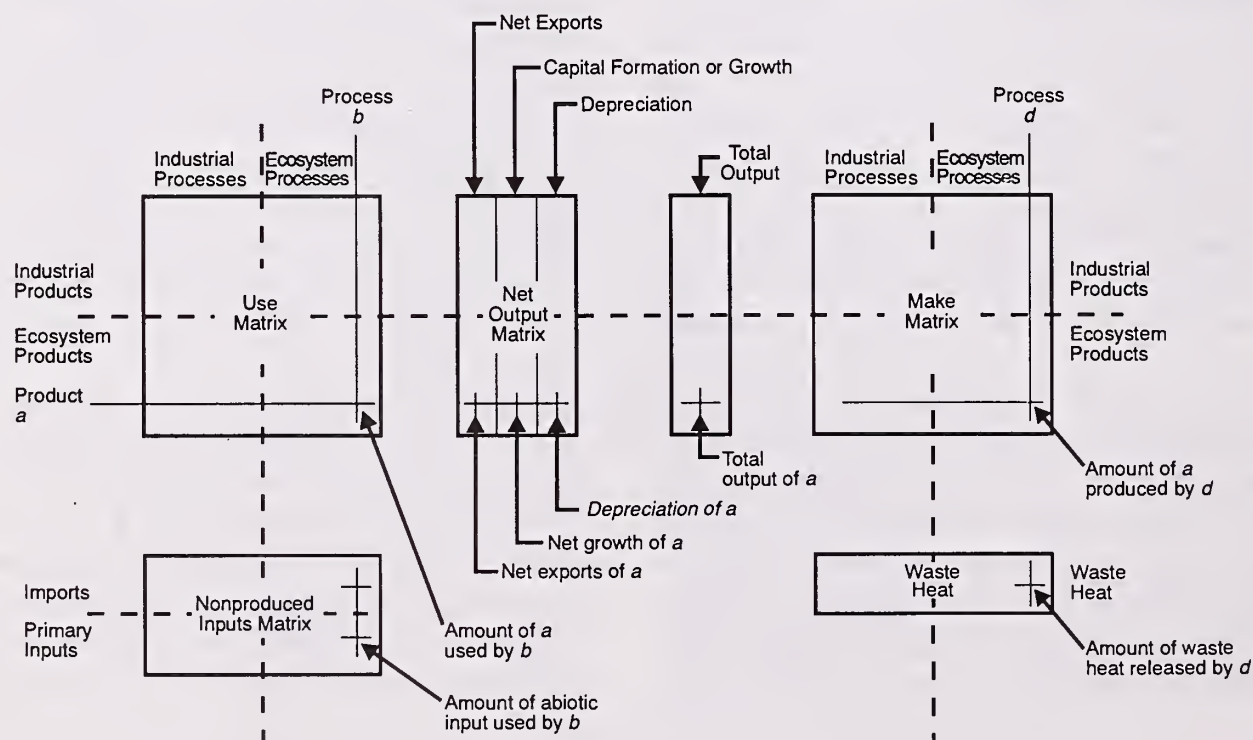 Net Exports
Capital Formation or Growth
Depreciation
Process
b
Process
d
Industrial
Processes
Ecosystem
Processes
Total
Output
Industrial
Processes
Ecosystem
Processes
Industrial
Products
Ecosystem
Products
Product
a
Use
Matrix
Net
Output
Matrix
Make
Matrix
Industrial
Products
Ecosystem
Products
Total
output of a
Amount of a
produced by d
Depreciation of a
Net growth of a
Net exports of a
Imports
Primary
Inputs
Nonproduced
Inputs Matrix
Amount of a
used by b
Amount of abiotic
input used by b
Waste
Heat
Waste
Heat
Amount of waste
heat released by d